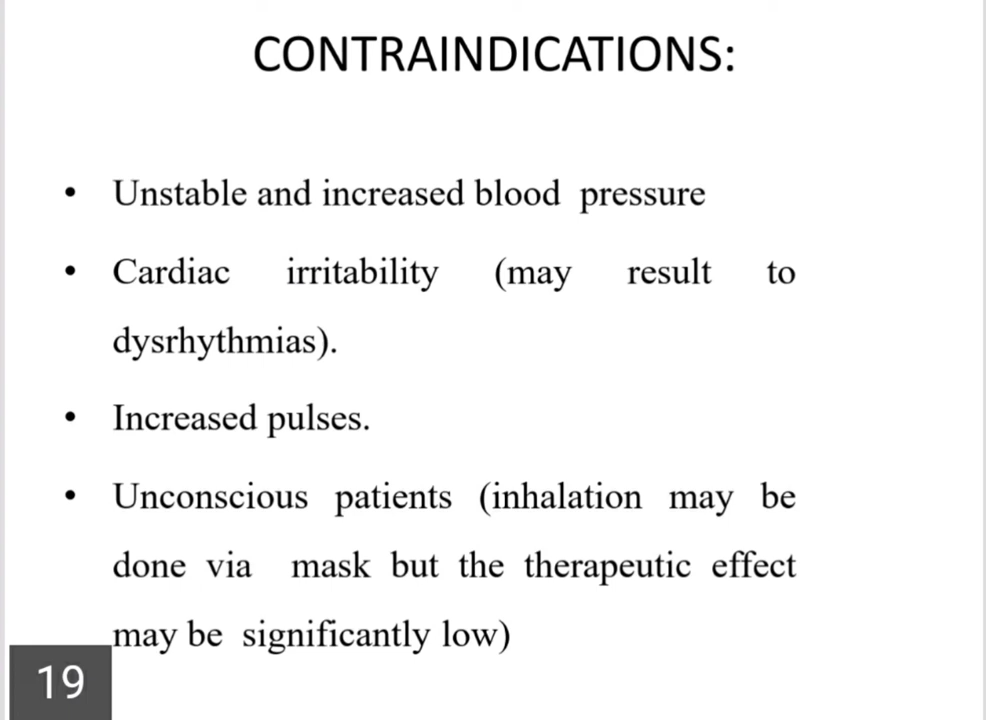 CONTRAINDICATIONS:
• Unstable and increased blood pressure
• Cardiac irritability (may result to
dysrhythmias).
• Increased pulses.
• Unconscious patients (inhalation may be
done via mask but the therapeutic effect
may be significantly low)
19